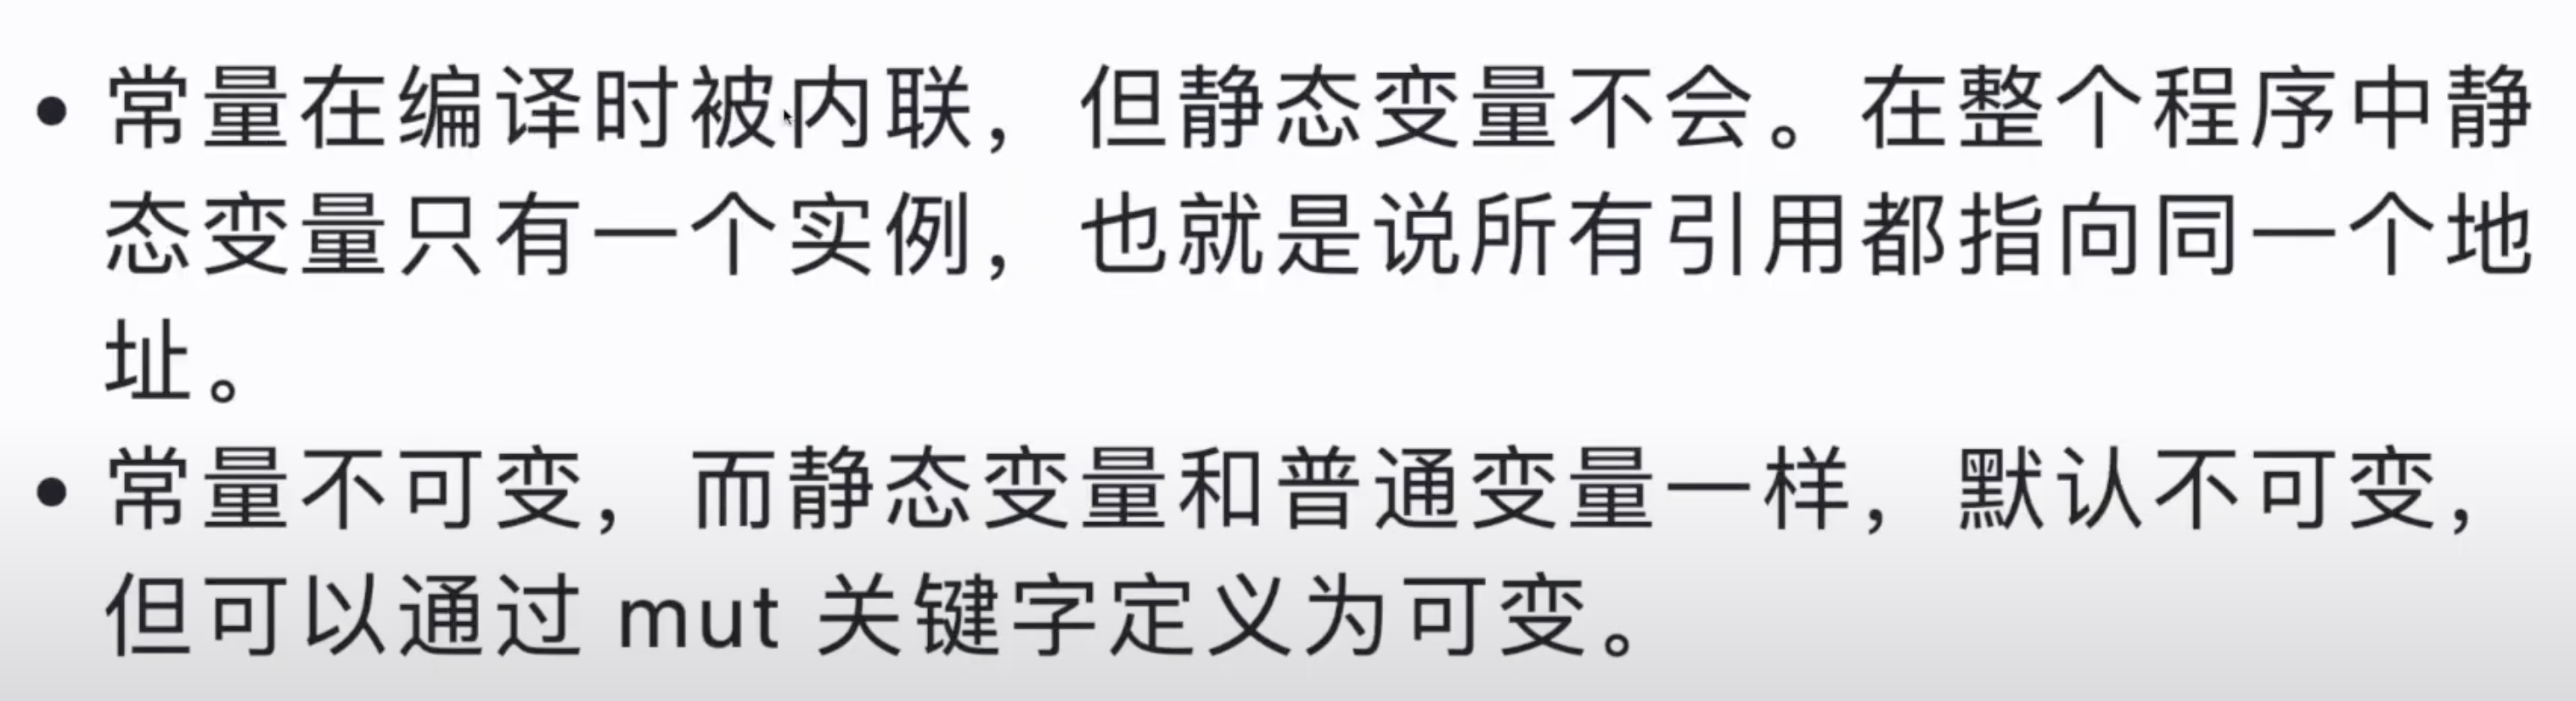 • 常量在编译时被内联，但静态变量不会。在整个程序中静
态变量只有一个实例，也就是说所有引用都指向同一个地
址。
• 常量不可变，而静态变量和普通变量一样，默认不可变，
但可以通过 mut 关键字定义为可变。